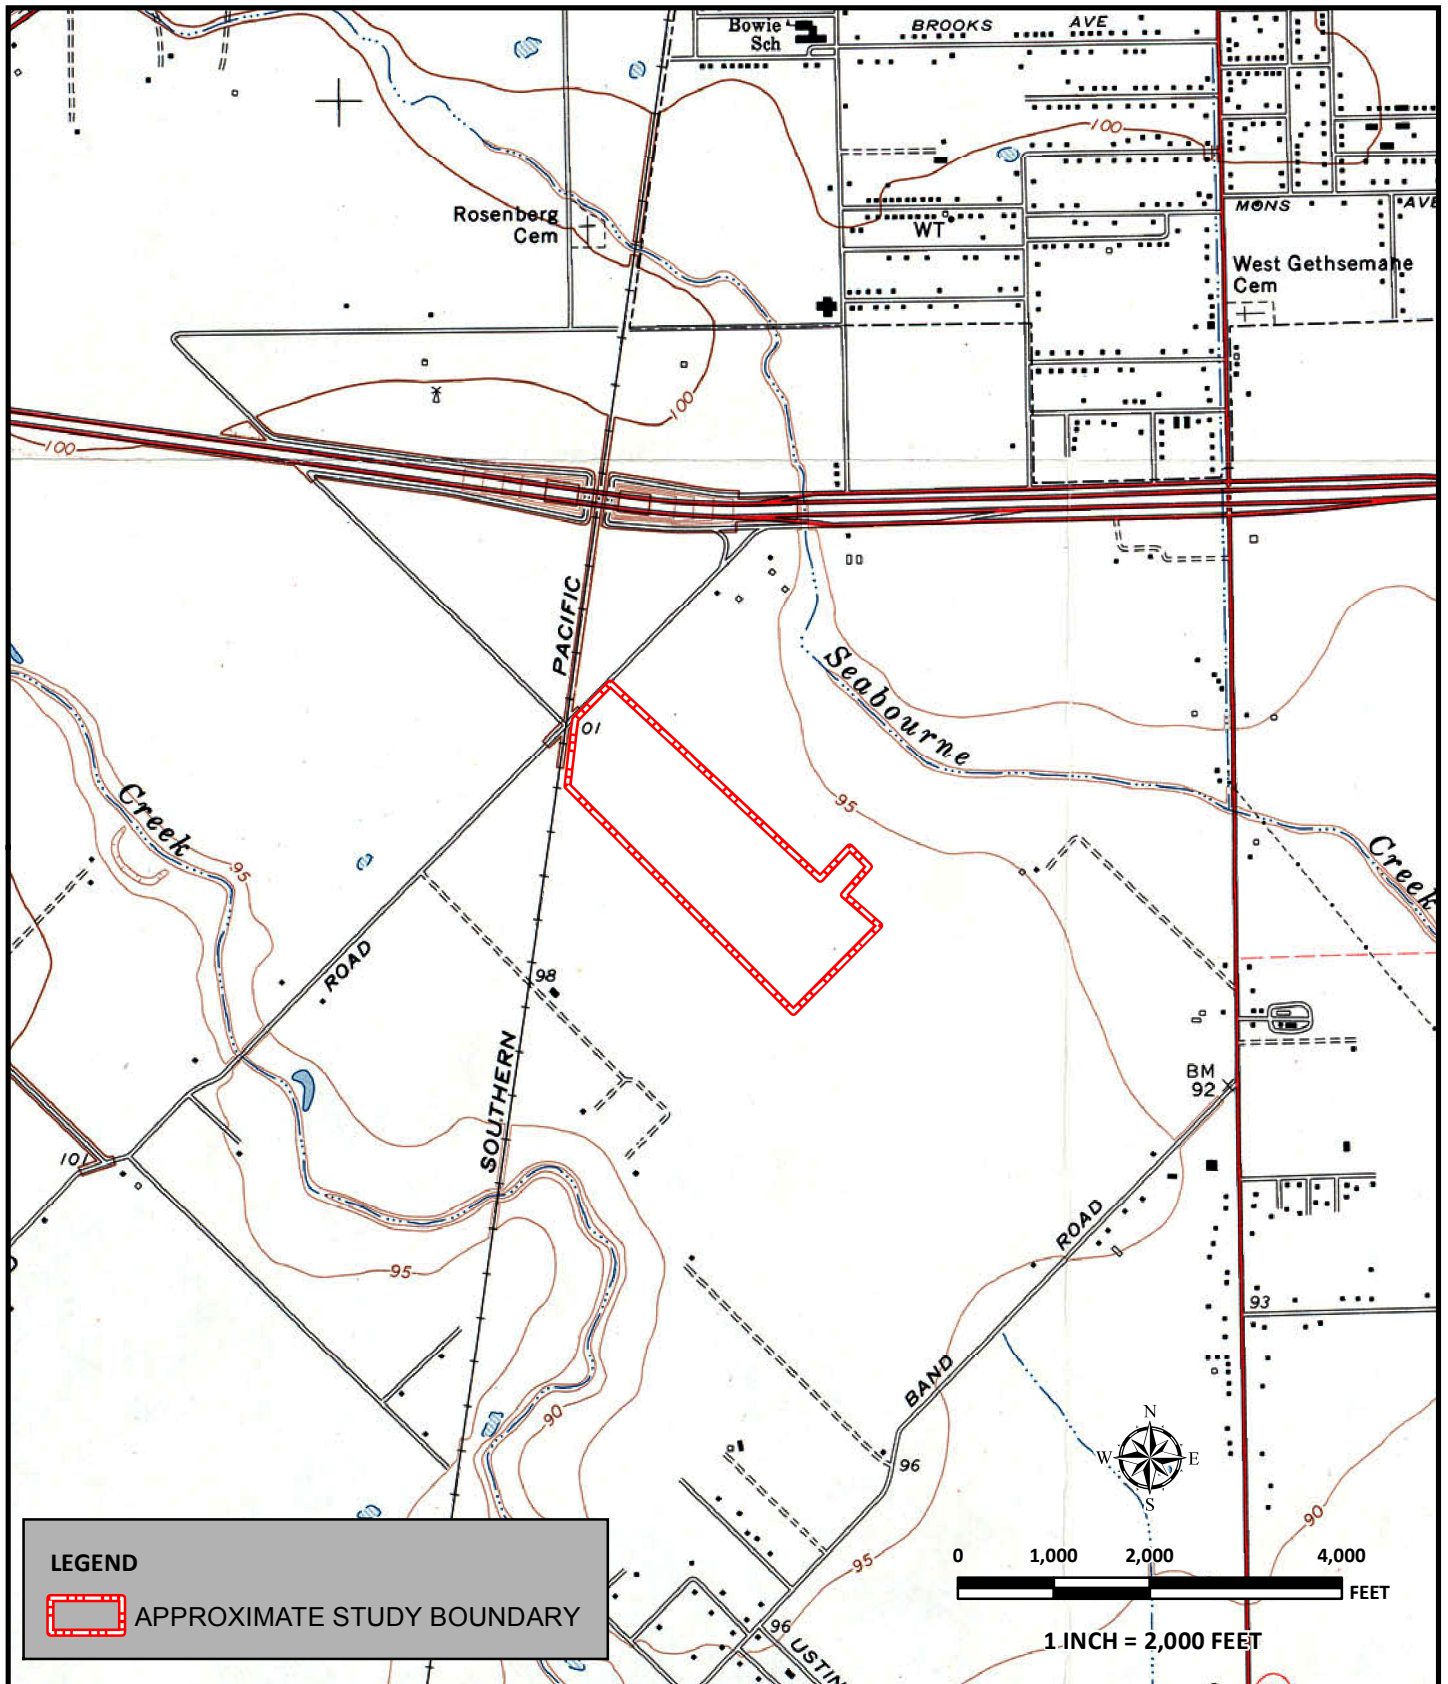 Bowie
Sch
BROOKS AVE
100
Rosenberg
Cem
WT
MONS AVE
West Gethsemane
Cem
100
100
PACIFIC
Seabourne
01
Creek
95
Creek
95
ROAD
98
SOUTHERN
BM
92
101
ROAD
95
93
BAND
90
96
N
W E
S
90
95
96
USTIN
LEGEND
APPROXIMATE STUDY BOUNDARY
0 1,000 2,000 4,000
FEET
1 INCH = 2,000 FEET